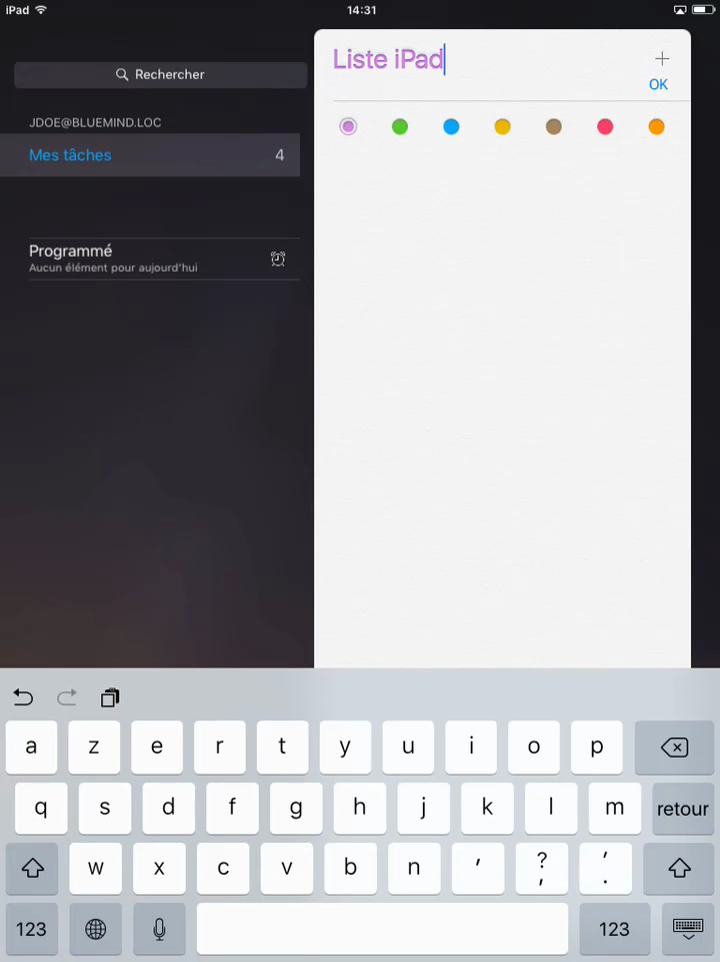 iPad 14:31
Rechercher
JDOE@BLUEMIND.LOC
Mes tâches 4
Programmé
Aucun élément pour aujourd'hui
Liste iPad
OK
a z e r t y u i o p
q s d f g h j k l m retour
w x c v b n ' ? , ' .
123 123